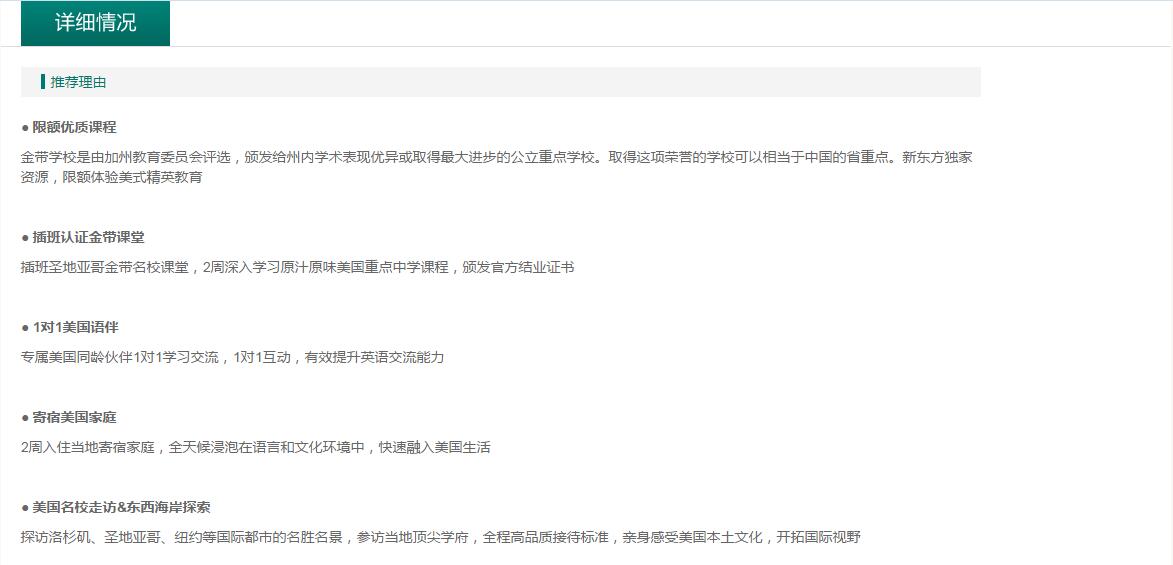 详细情况
推荐理由
● 限额优质课程
金带学校是由加州教育委员会评选，颁发给州内学术表现优异或取得最大进步的公立重点学校。取得这项荣誉的学校可以相当于中国的省重点。新东方独家
资源，限额体验美式精英教育
● 插班认证金带课堂
插班圣地亚哥金带名校课堂，2周深入学习原汁原味美国重点中学课程，颁发官方结业证书
● 1对1美国语伴
专属美国同龄伙伴1对1学习交流，1对1互动，有效提升英语交流能力
● 寄宿美国家庭
2周入住当地寄宿家庭，全天候浸泡在语言和文化环境中，快速融入美国生活
● 美国名校走访&东西海岸探索
探访洛杉矶、圣地亚哥、纽约等国际都市的名胜名景，参访当地顶尖学府，全程高品质接待标准，亲身感受美国本土文化，开拓国际视野